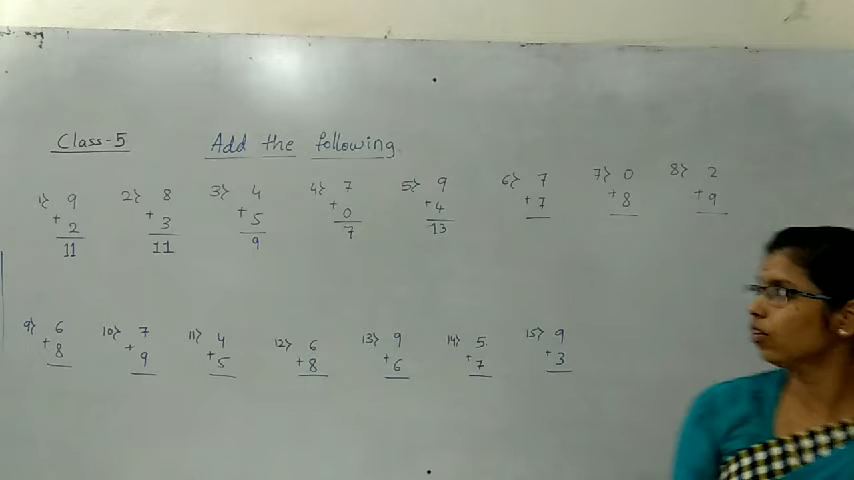 Class-5 Add the following.
1) 9 2) 8 3) 4 4) 7 5) 9 6) 7 7) 0 8) 2
+2 +3 +5 +0 +4 +7 +8 +9
11 11 9 7 13
9) 6 10) 7 11) 4 12) 6 13) 9 14) 5 15) 9
+8 +9 +5 +8 +6 +7 +3